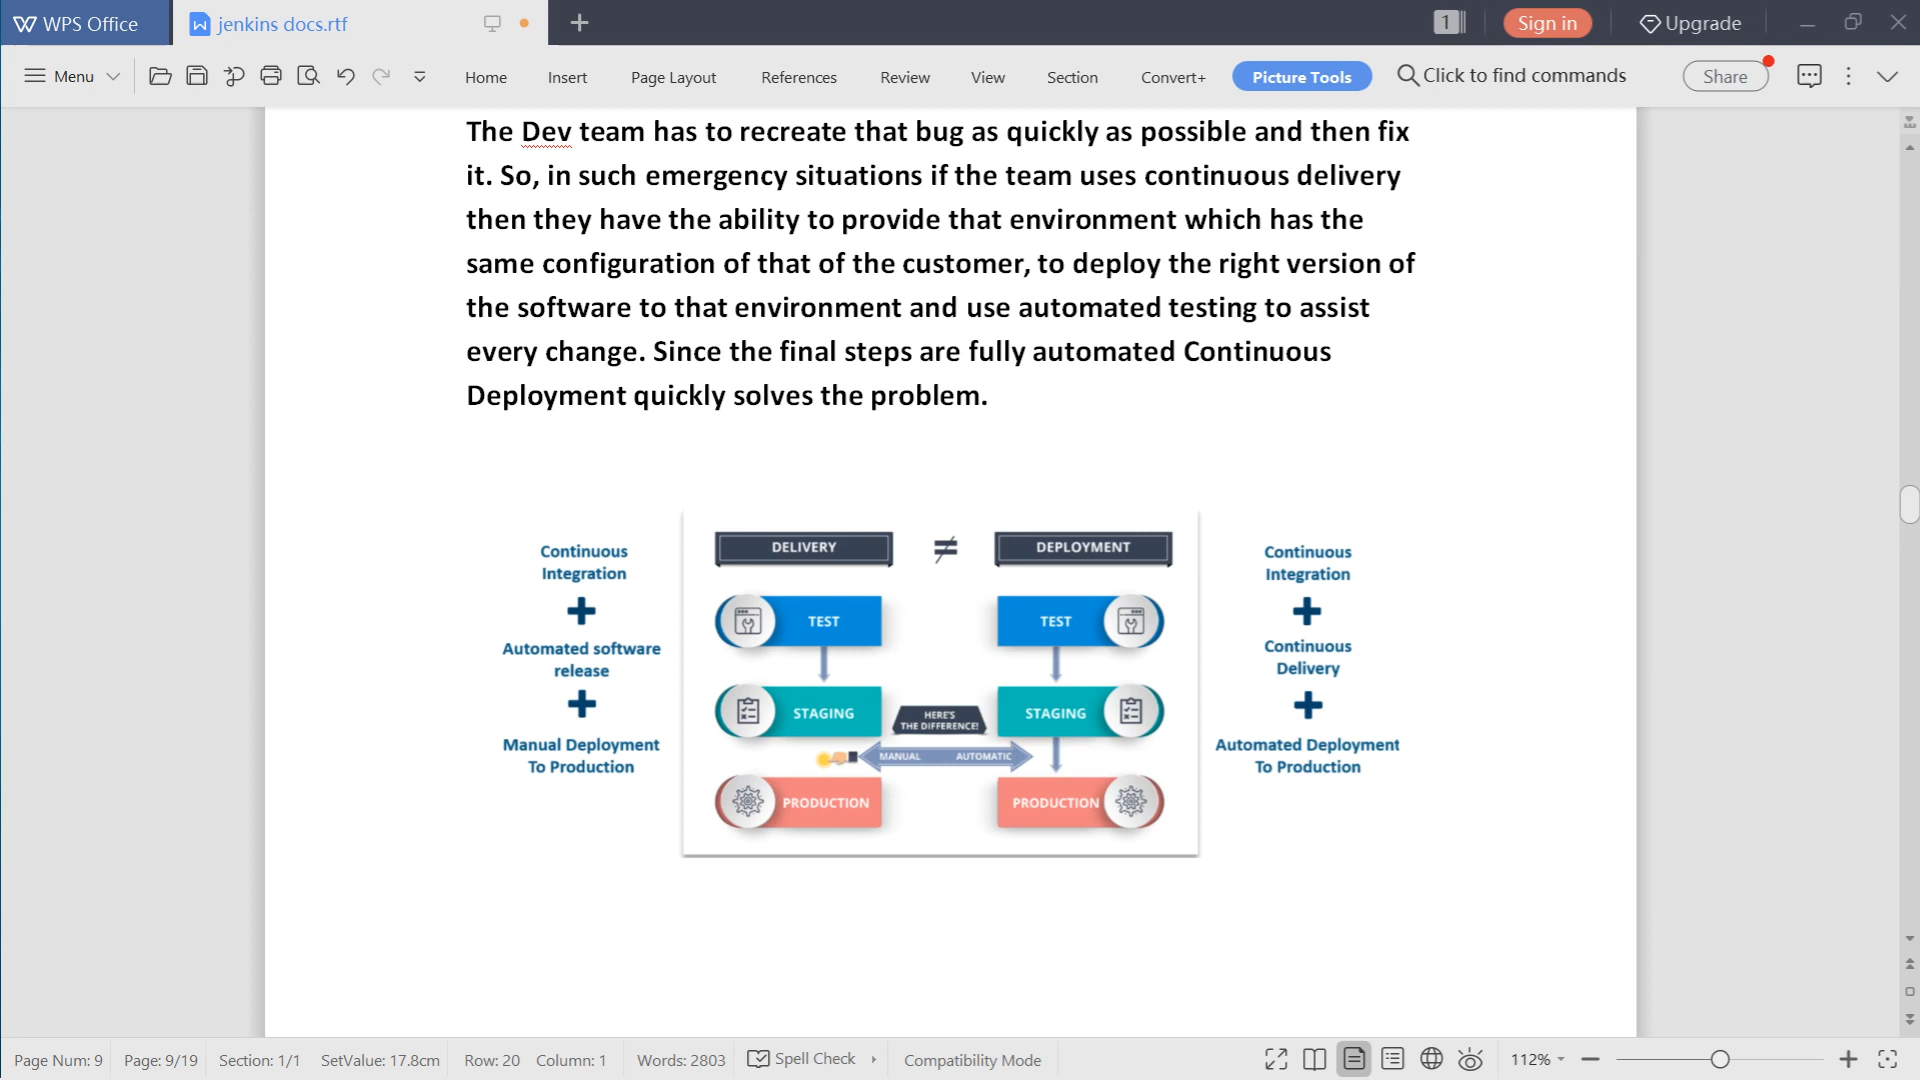 WPS Office
jenkins docs.rtf
1
Sign in
Upgrade
Menu
Home
Insert
Page Layout
References
Review
View
Section
Convert+
Picture Tools
Click to find commands
Share
The Dev team has to recreate that bug as quickly as possible and then fix
it. So, in such emergency situations if the team uses continuous delivery
then they have the ability to provide that environment which has the
same configuration of that of the customer, to deploy the right version of
the software to that environment and use automated testing to assist
every change. Since the final steps are fully automated Continuous
Deployment quickly solves the problem.
Continuous
Integration
+
Automated software
release
+
Manual Deployment
To Production
DELIVERY
≠
DEPLOYMENT
TEST
TEST
STAGING
HERE'S
THE DIFFERENCE!
STAGING
MANUAL
AUTOMATIC
PRODUCTION
PRODUCTION
Continuous
Integration
+
Continuous
Delivery
+
Automated Deployment
To Production
Page Num: 9
Page: 9/19
Section: 1/1
SetValue: 17.8cm
Row: 20
Column: 1
Words: 2803
Spell Check
Compatibility Mode
112%